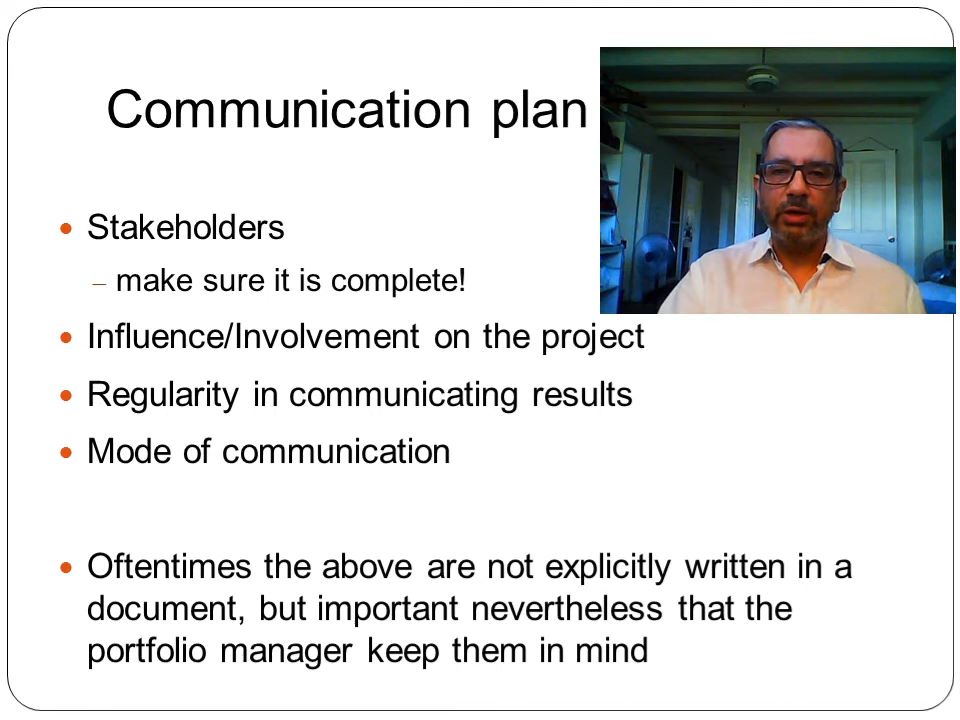 Communication plan
Stakeholders
– make sure it is complete!
Influence/Involvement on the project
Regularity in communicating results
Mode of communication
Oftentimes the above are not explicitly written in a
document, but important nevertheless that the
portfolio manager keep them in mind